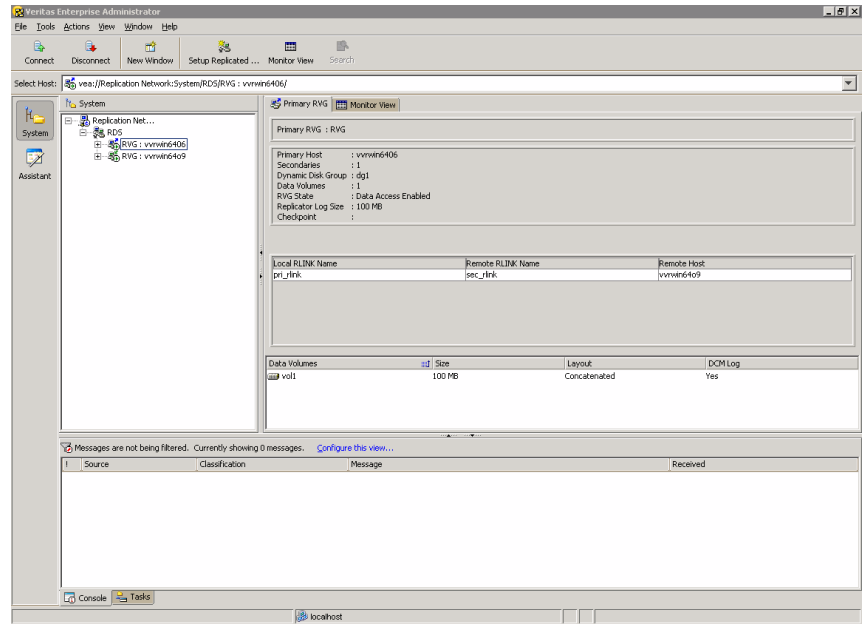 Veritas Enterprise Administrator
File Tools Actions View Window Help
Connect Disconnect New Window Setup Replicated ... Monitor View Search
Select Host: vea://Replication Network:System/RDS/RVG : vvrwin6406/
System
Assistant
System
Replication Net...
RDS
RVG : vvrwin6406
RVG : vvrwin64o9
Primary RVG Monitor View
Primary RVG : RVG
Primary Host : vvrwin6406
Secondaries : 1
Dynamic Disk Group : dg1
Data Volumes : 1
RVG State : Data Access Enabled
Replicator Log Size : 100 MB
Checkpoint :
Local RLINK Name Remote RLINK Name Remote Host
pri_rlink sec_rlink vvrwin64o9
Data Volumes Size Layout DCM Log
vol1 100 MB Concatenated Yes
Messages are not being filtered. Currently showing 0 messages. Configure this view...
! Source Classification Message Received
Console Tasks
localhost